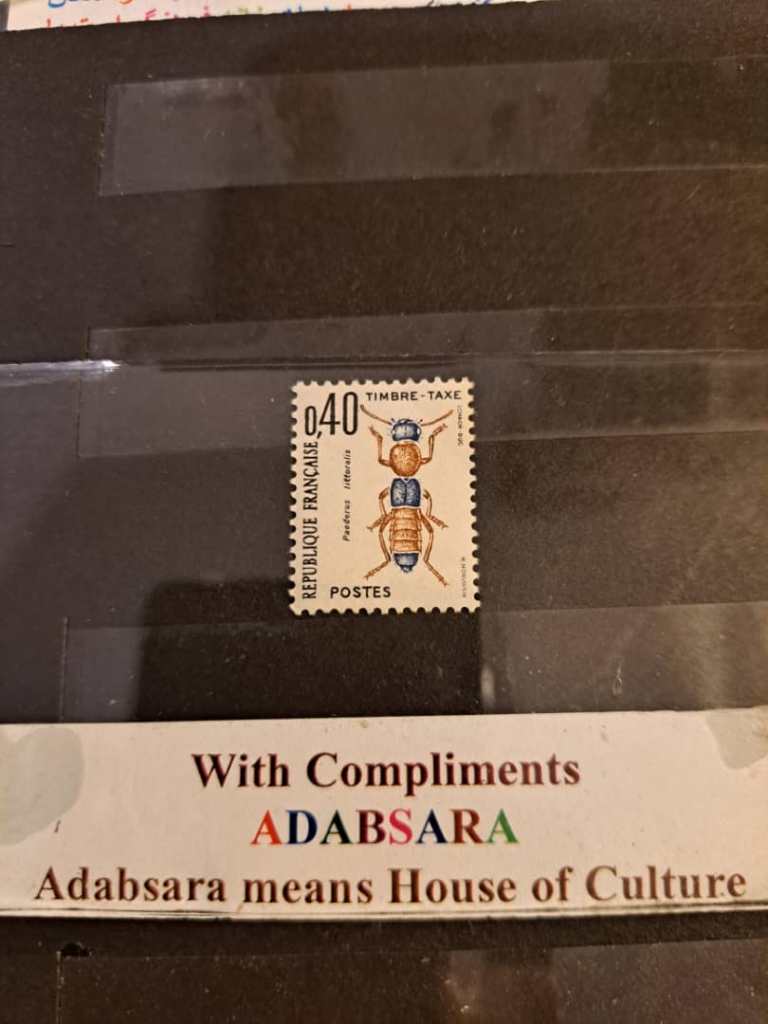 TIMBRE-TAXE
0,40
REPUBLIQUE FRANÇAISE
Paederus littoralis
POSTES
With Compliments
ADABSARA
Adabsara means House of Culture